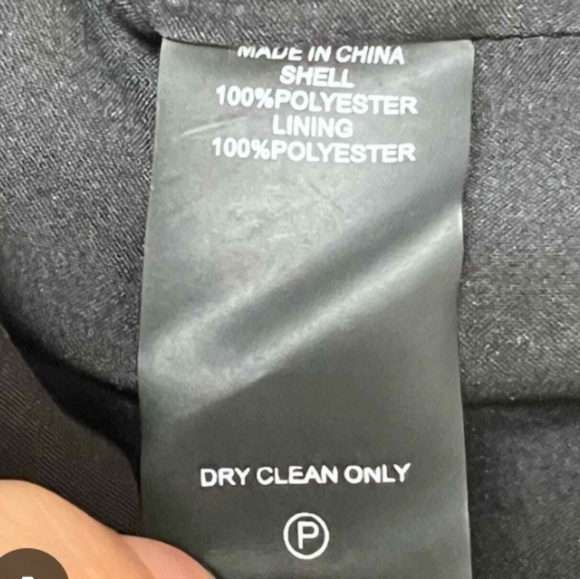 MADE IN CHINA
SHELL
100%POLYESTER
LINING
100%POLYESTER
DRY CLEAN ONLY
P